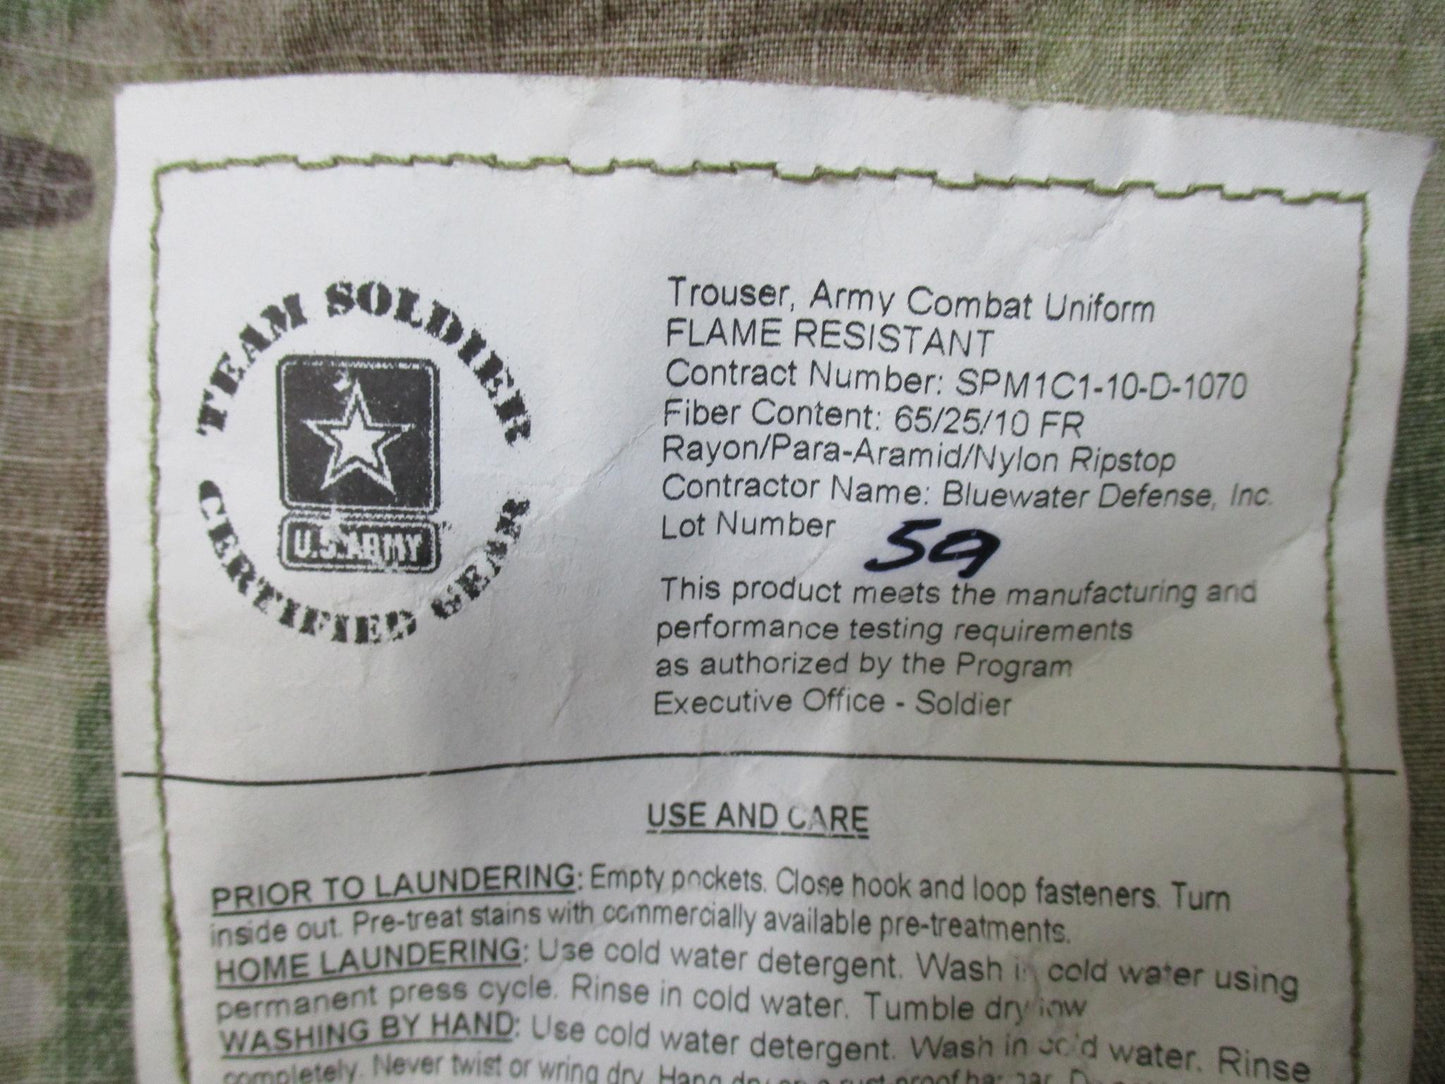 TEAM SOLDIER
CERTIFIED GEAR
U.S.ARMY
Trouser, Army Combat Uniform
FLAME RESISTANT
Contract Number: SPM1C1-10-D-1070
Fiber Content: 65/25/10 FR
Rayon/Para-Aramid/Nylon Ripstop
Contractor Name: Bluewater Defense, Inc.
Lot Number 59
This product meets the manufacturing and
performance testing requirements
as authorized by the Program
Executive Office - Soldier
USE AND CARE
PRIOR TO LAUNDERING: Empty pockets. Close hook and loop fasteners. Turn
inside out. Pre-treat stains with commercially available pre-treatments.
HOME LAUNDERING: Use cold water detergent. Wash in cold water using
permanent press cycle. Rinse in cold water. Tumble dry low
WASHING BY HAND: Use cold water detergent. Wash in cold water. Rinse
completely. Never twist or wring dry. Hang dry on a rust proof